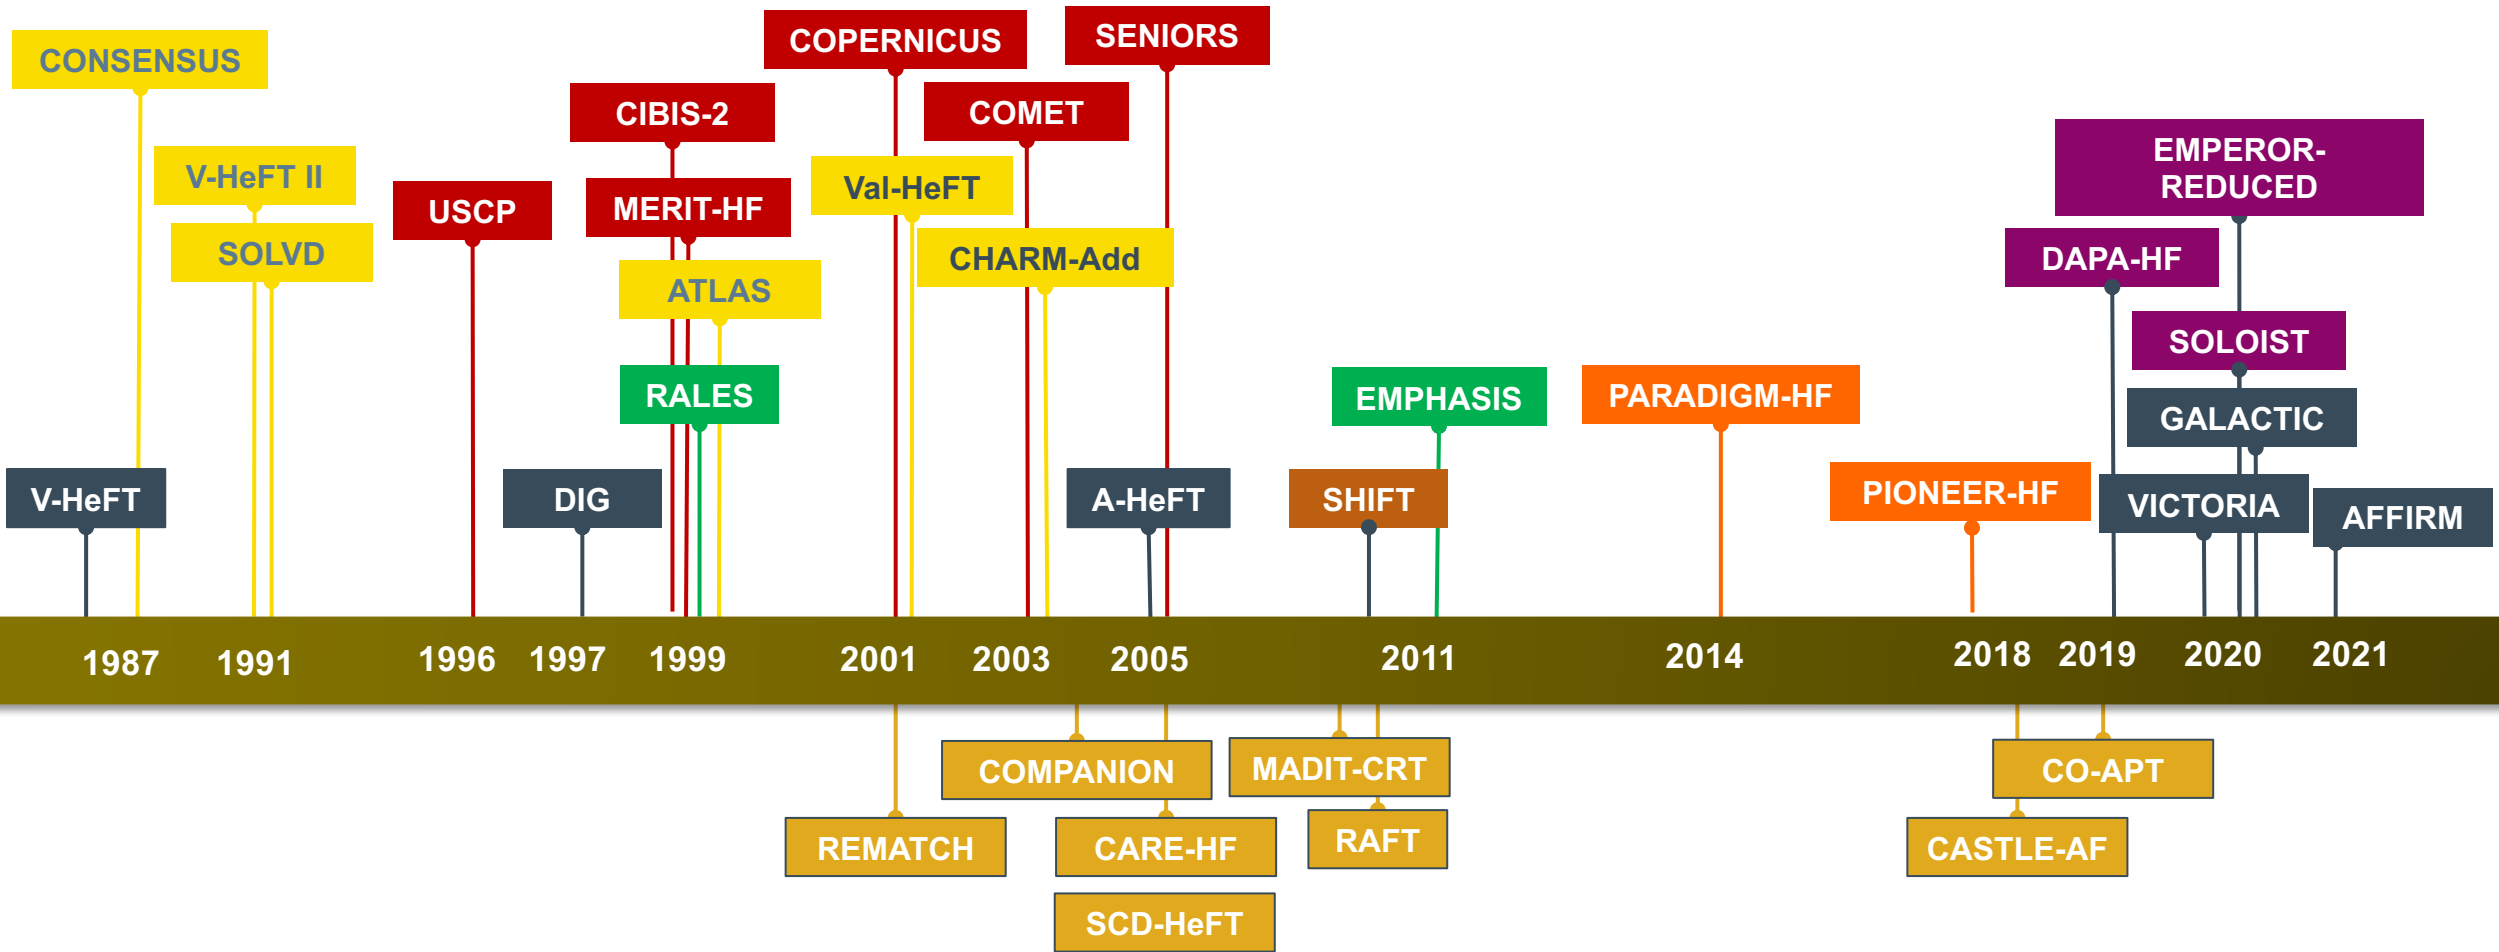 CONSENSUS
V-HeFT II
SOLVD
V-HeFT
USCP
DIG
CIBIS-2
MERIT-HF
ATLAS
RALES
COPERNICUS
Val-HeFT
COMET
CHARM-Add
SENIORS
A-HeFT
SHIFT
EMPHASIS
PARADIGM-HF
PIONEER-HF
EMPEROR-
REDUCED
DAPA-HF
SOLOIST
GALACTIC
VICTORIA
AFFIRM
1987 1991 1996 1997 1999 2001 2003 2005 2011 2014 2018 2019 2020 2021
REMATCH
COMPANION
CARE-HF
SCD-HeFT
MADIT-CRT
RAFT
CO-APT
CASTLE-AF